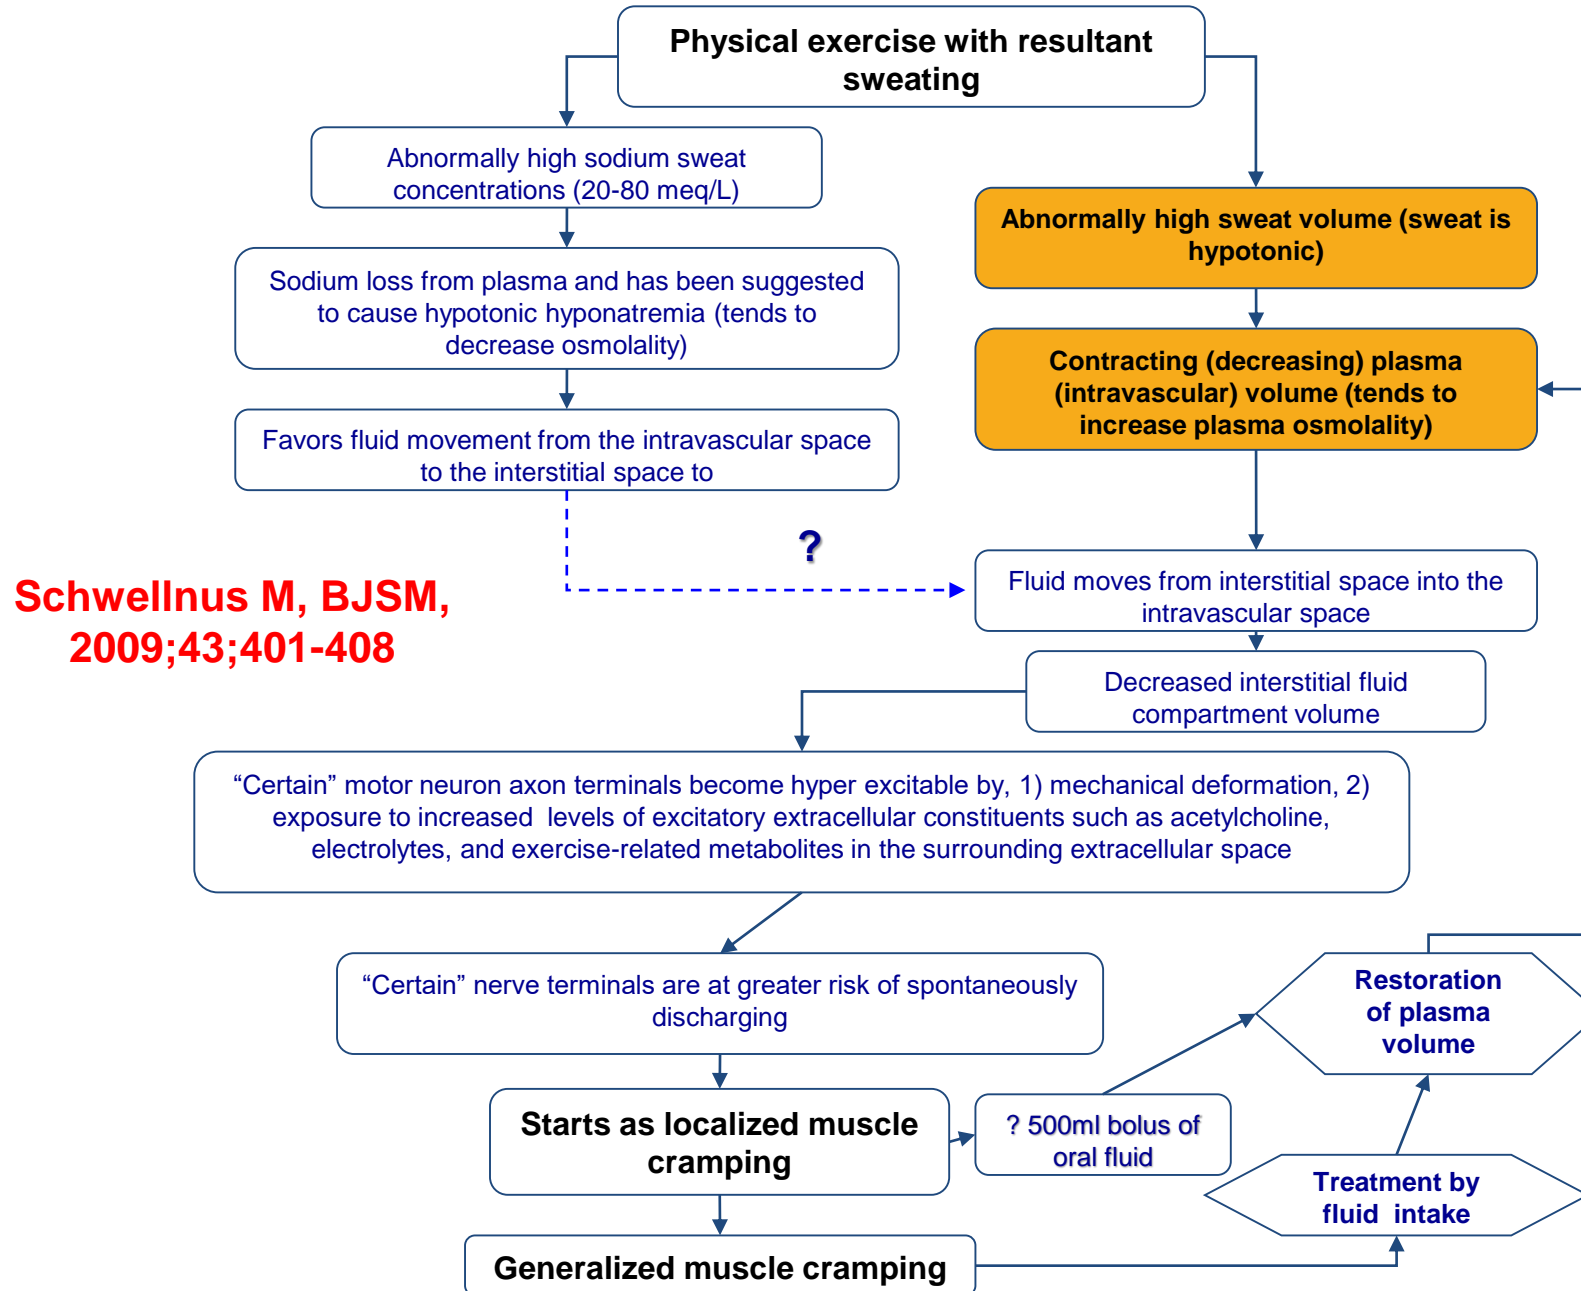 Physical exercise with resultant
sweating
Abnormally high sodium sweat
concentrations (20-80 meq/L)
Abnormally high sweat volume (sweat is
hypotonic)
Sodium loss from plasma and has been suggested
to cause hypotonic hyponatremia (tends to
decrease osmolality)
Contracting (decreasing) plasma
(intravascular) volume (tends to
increase plasma osmolality)
Favors fluid movement from the intravascular space
to the interstitial space to
?
Fluid moves from interstitial space into the
intravascular space
Schwellnus M, BJSM,
2009;43;401-408
Decreased interstitial fluid
compartment volume
“Certain” motor neuron axon terminals become hyper excitable by, 1) mechanical deformation, 2)
exposure to increased levels of excitatory extracellular constituents such as acetylcholine,
electrolytes, and exercise-related metabolites in the surrounding extracellular space
“Certain” nerve terminals are at greater risk of spontaneously
discharging
Restoration
of plasma
volume
Starts as localized muscle
cramping
? 500ml bolus of
oral fluid
Treatment by
fluid intake
Generalized muscle cramping